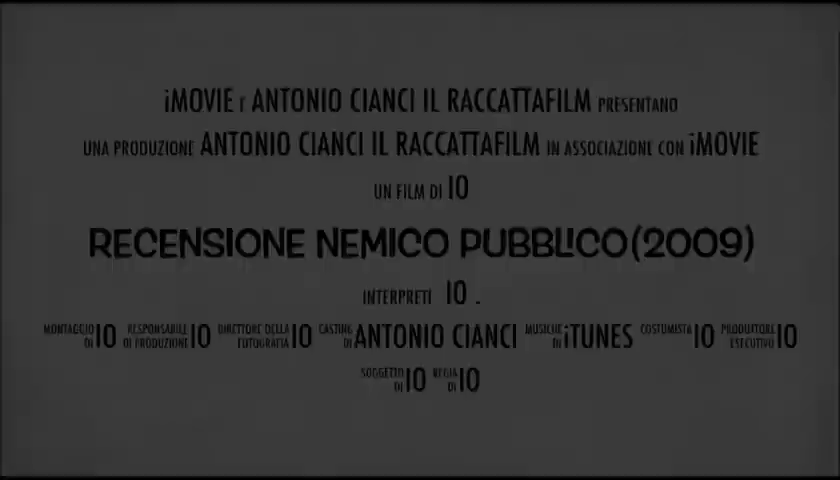 iMOVIE E ANTONIO CIANCI IL RACCATTAFILM PRESENTANO
UNA PRODUZIONE ANTONIO CIANCI IL RACCATTAFILM IN ASSOCIAZIONE CON iMOVIE
UN FILM DI IO
RECENSIONE NEMICO PUBBLICO(2009)
INTERPRETI IO .
MONTAGGIO DI IO RESPONSABILE DI PRODUZIONE IO DIRETTORE DELLA FOTOGRAFIA IO CASTING DI ANTONIO CIANCI MUSICHE DI iTUNES COSTUMISTA IO PRODUTTORE ESECUTIVO IO
SOGGETTO DI IO REGIA DI IO